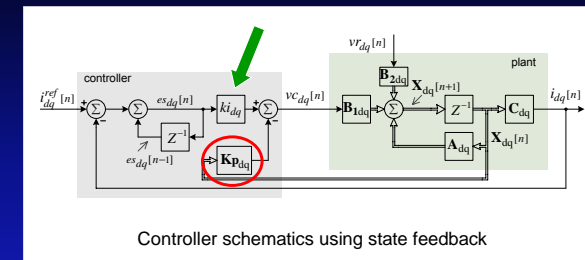 vr_dq[n]
controller
plant
B_2dq
X_dq[n+1]
i_dq^ref[n]
es_dq[n]
vc_dq[n]
i_dq[n]
+ Σ −
Σ
ki_dq
+ Σ −
B_1dq
Σ
Z^-1
C_dq
Z^-1
es_dq[n−1]
Kp_dq
A_dq
X_dq[n]
Controller schematics using state feedback